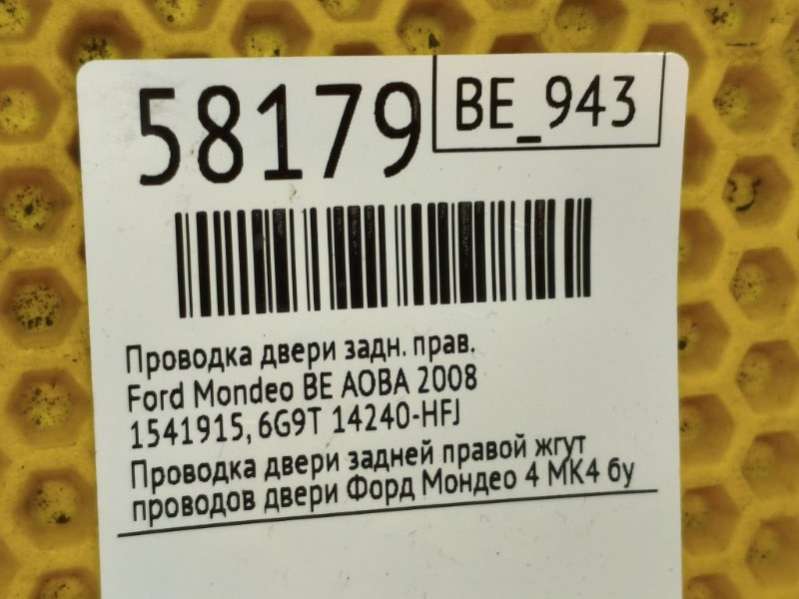 58179
BE_943
Проводка двери задн. прав.
Ford Mondeo BE AOBA 2008
1541915, 6G9T 14240-HFJ
Проводка двери задней правой жгут
проводов двери Форд Мондео 4 МК4 бу